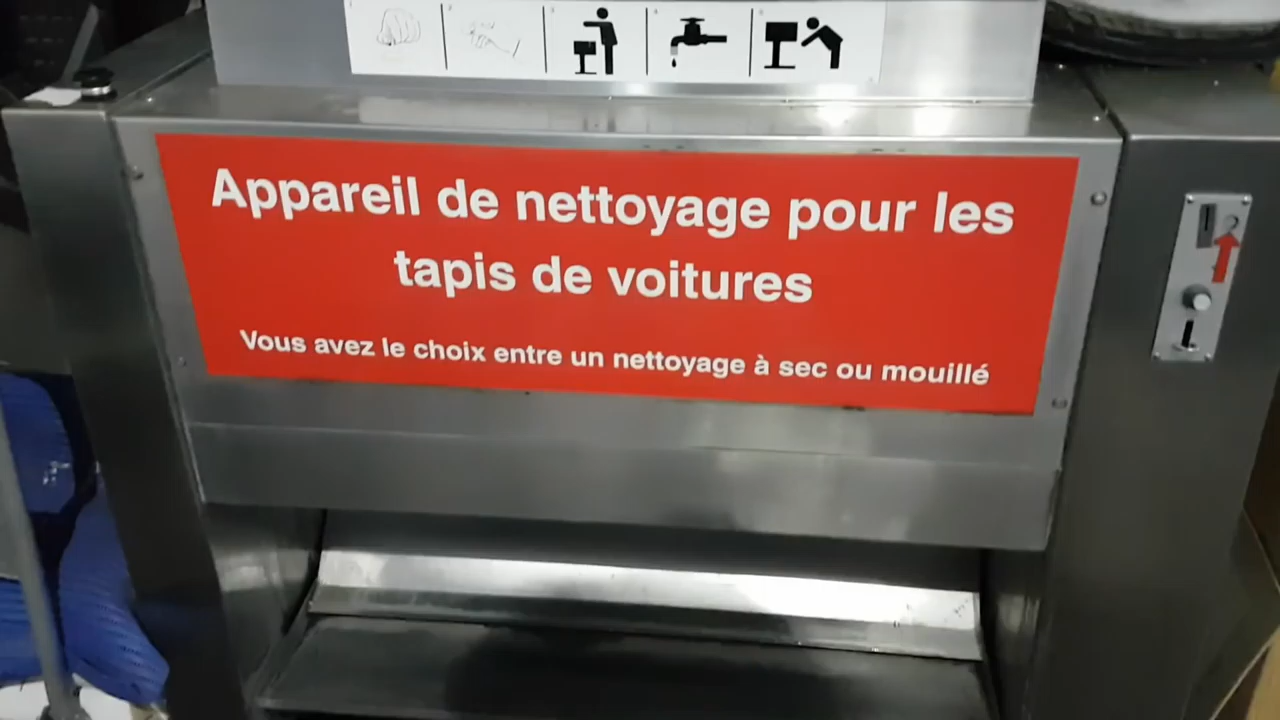 Appareil de nettoyage pour les
tapis de voitures
Vous avez le choix entre un nettoyage à sec ou mouillé